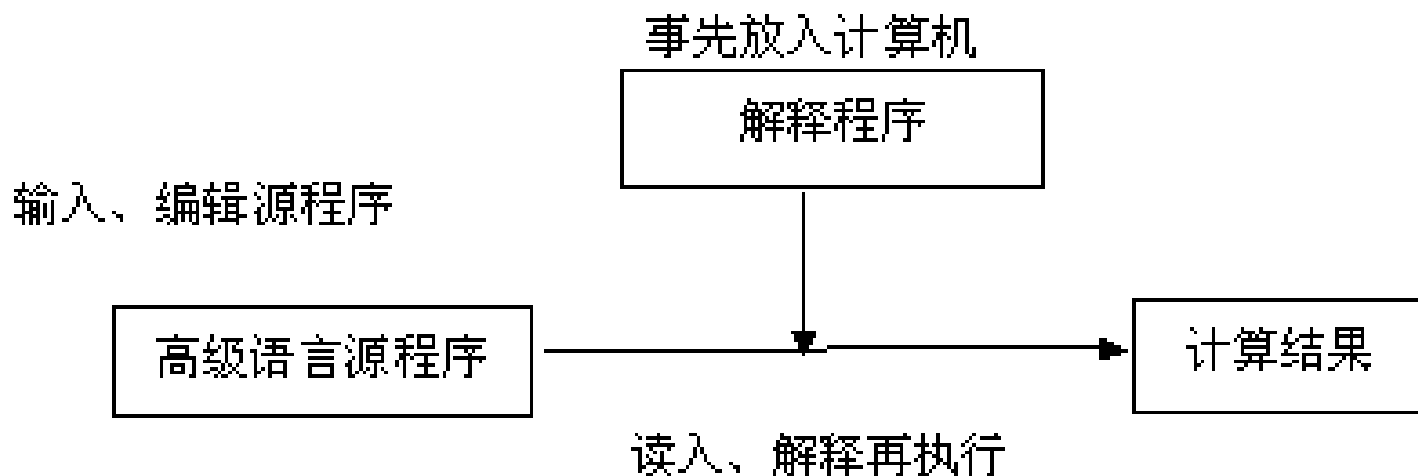 事先放入计算机
解释程序
输入、编辑源程序
高级语言源程序
计算结果
读入、解释再执行